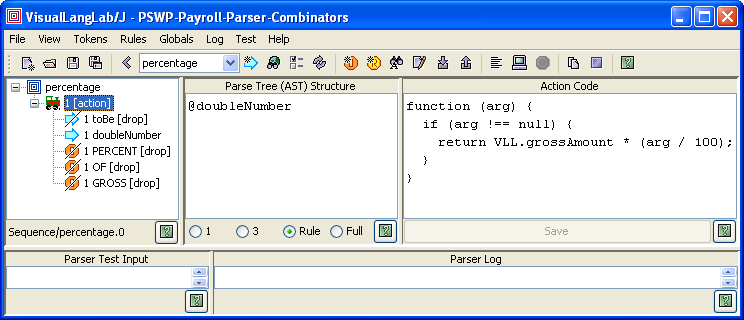 VisualLangLab/J - PSWP-Payroll-Parser-Combinators
File View Tokens Rules Globals Log Test Help
percentage
Parse Tree (AST) Structure
Action Code
percentage
1 [action]
1 toBe [drop]
1 doubleNumber
1 PERCENT [drop]
1 OF [drop]
1 GROSS [drop]
@doubleNumber
function (arg) {
if (arg !== null) {
return VLL.grossAmount * (arg / 100);
}
}
Sequence/percentage.0
1 3 Rule Full
Save
Parser Test Input
Parser Log